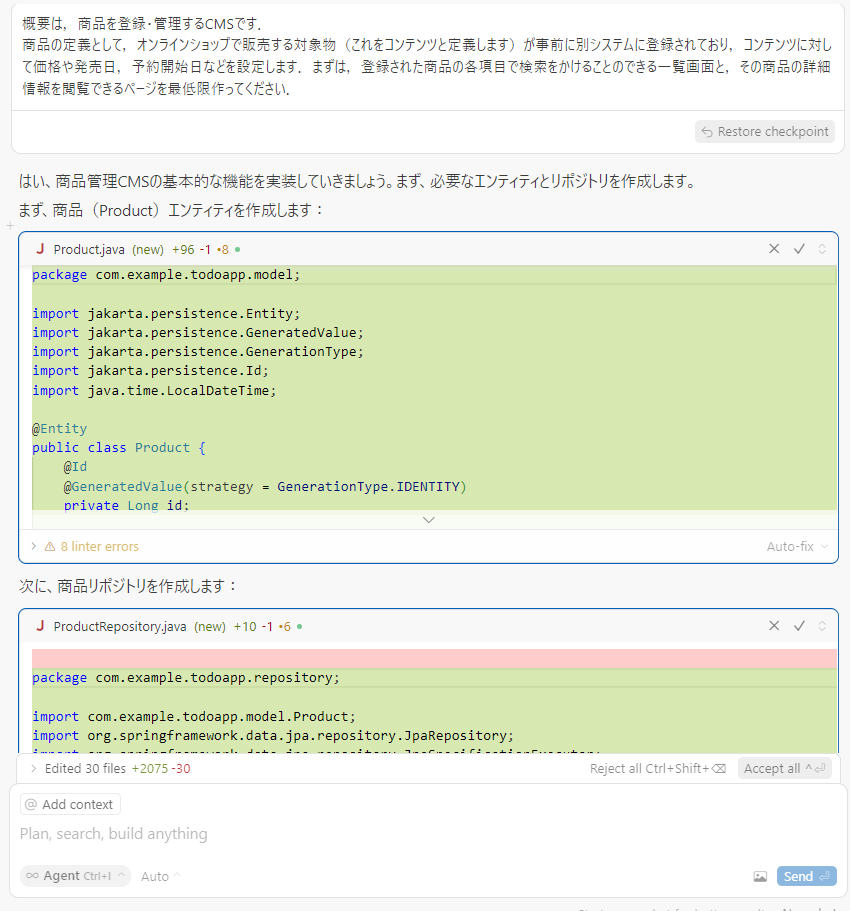 概要は，商品を登録・管理するCMSです．
商品の定義として，オンラインショップで販売する対象物（これをコンテンツと定義します）が事前に別システムに登録されており，コンテンツに対し
て価格や発売日，予約開始日などを設定します．まずは，登録された商品の各項目で検索をかけることのできる一覧画面と，その商品の詳細
情報を閲覧できるページを最低限作ってください．
Restore checkpoint
はい、商品管理CMSの基本的な機能を実装していきましょう。まず、必要なエンティティとリポジトリを作成します。
まず、商品（Product）エンティティを作成します：
J Product.java (new) +96 -1 •8
package com.example.todoapp.model;
import jakarta.persistence.Entity;
import jakarta.persistence.GeneratedValue;
import jakarta.persistence.GenerationType;
import jakarta.persistence.Id;
import java.time.LocalDateTime;
@Entity
public class Product {
@Id
@GeneratedValue(strategy = GenerationType.IDENTITY)
private Long id;
8 linter errors Auto-fix
次に、商品リポジトリを作成します：
J ProductRepository.java (new) +10 -1 •6
package com.example.todoapp.repository;
import com.example.todoapp.model.Product;
import org.springframework.data.jpa.repository.JpaRepository;
import org.springframework.data.jpa.repository.JpaSpecificationExecutor;
Edited 30 files +2075 -30 Reject all Ctrl+Shift+⌫ Accept all ^⏎
@ Add context
Plan, search, build anything
∞ Agent Ctrl+I Auto Send ⏎